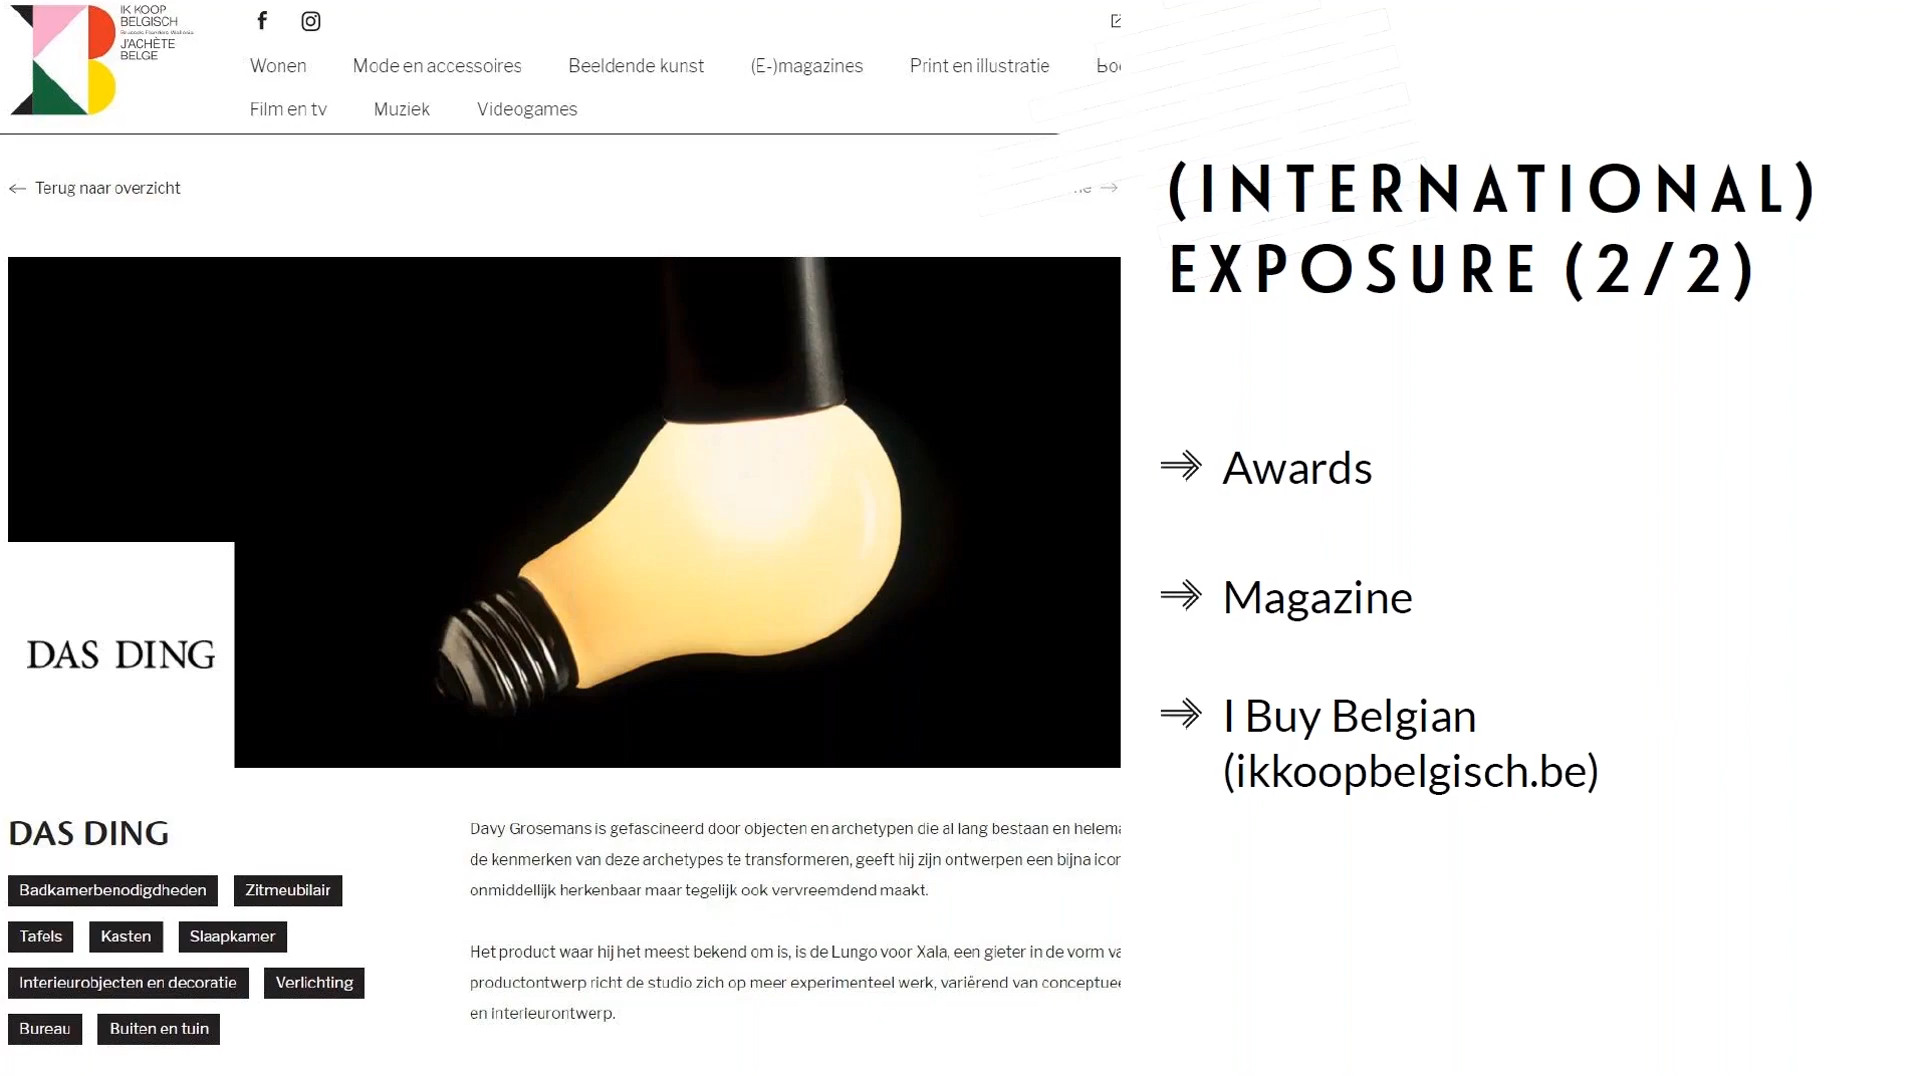 IK KOOP
BELGISCH
J'ACHÈTE
BELGE
Wonen Mode en accessoires Beeldende kunst (E-)magazines Print en illustratie
Film en tv Muziek Videogames
← Terug naar overzicht
DAS DING
DAS DING
Badkamerbenodigdheden Zitmeubilair
Tafels Kasten Slaapkamer
Interieurobjecten en decoratie Verlichting
Bureau Buiten en tuin
Davy Grosemans is gefascineerd door objecten en archetypen die al lang bestaan en
de kenmerken van deze archetypes te transformeren, geeft hij zijn ontwerpen een bijna
onmiddellijk herkenbaar maar tegelijk ook vervreemdend maakt.
Het product waar hij het meest bekend om is, is de Lungo voor Xala, een gieter in de vorm
productontwerp richt de studio zich op meer experimenteel werk, variërend van
en interieurontwerp.
(INTERNATIONAL)
EXPOSURE (2/2)
Awards
Magazine
I Buy Belgian
(ikkoopbelgisch.be)